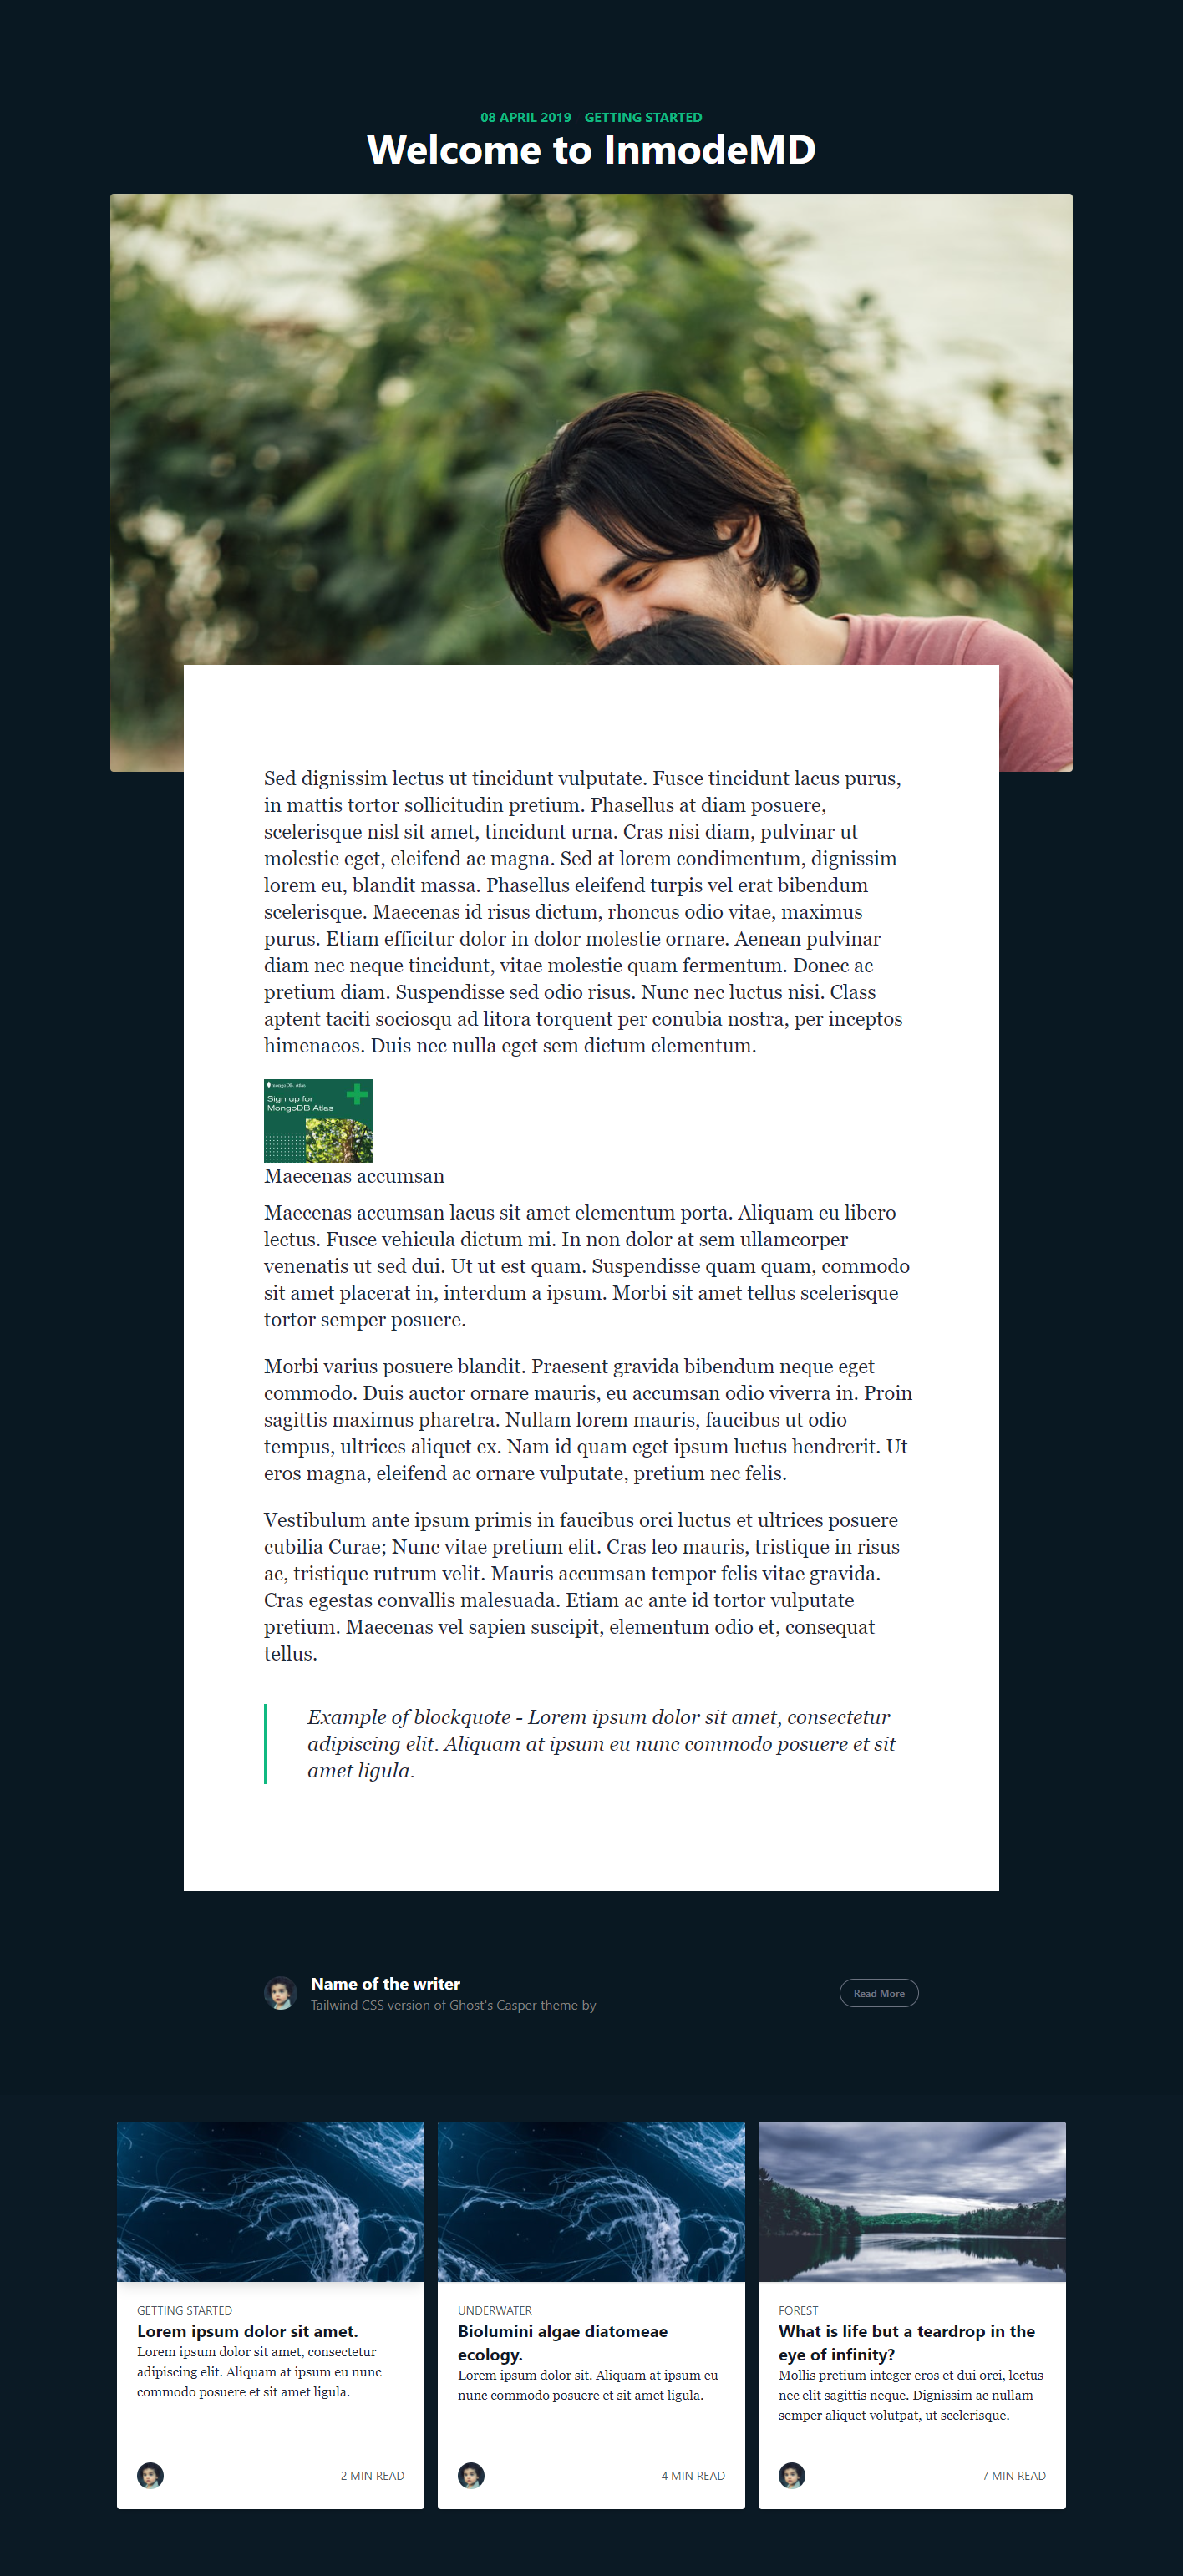 08 APRIL 2019 GETTING STARTED
Welcome to InmodeMD
Sed dignissim lectus ut tincidunt vulputate. Fusce tincidunt lacus purus,
in mattis tortor sollicitudin pretium. Phasellus at diam posuere,
scelerisque nisl sit amet, tincidunt urna. Cras nisi diam, pulvinar ut
molestie eget, eleifend ac magna. Sed at lorem condimentum, dignissim
lorem eu, blandit massa. Phasellus eleifend turpis vel erat bibendum
scelerisque. Maecenas id risus dictum, rhoncus odio vitae, maximus
purus. Etiam efficitur dolor in dolor molestie ornare. Aenean pulvinar
diam nec neque tincidunt, vitae molestie quam fermentum. Donec ac
pretium diam. Suspendisse sed odio risus. Nunc nec luctus nisi. Class
aptent taciti sociosqu ad litora torquent per conubia nostra, per inceptos
himenaeos. Duis nec nulla eget sem dictum elementum.
mongoDB Atlas
Sign up for
MongoDB Atlas
Maecenas accumsan
Maecenas accumsan lacus sit amet elementum porta. Aliquam eu libero
lectus. Fusce vehicula dictum mi. In non dolor at sem ullamcorper
venenatis ut sed dui. Ut ut est quam. Suspendisse quam quam, commodo
sit amet placerat in, interdum a ipsum. Morbi sit amet tellus scelerisque
tortor semper posuere.
Morbi varius posuere blandit. Praesent gravida bibendum neque eget
commodo. Duis auctor ornare mauris, eu accumsan odio viverra in. Proin
sagittis maximus pharetra. Nullam lorem mauris, faucibus ut odio
tempus, ultrices aliquet ex. Nam id quam eget ipsum luctus hendrerit. Ut
eros magna, eleifend ac ornare vulputate, pretium nec felis.
Vestibulum ante ipsum primis in faucibus orci luctus et ultrices posuere
cubilia Curae; Nunc vitae pretium elit. Cras leo mauris, tristique in risus
ac, tristique rutrum velit. Mauris accumsan tempor felis vitae gravida.
Cras egestas convallis malesuada. Etiam ac ante id tortor vulputate
pretium. Maecenas vel sapien suscipit, elementum odio et, consequat
tellus.
Example of blockquote - Lorem ipsum dolor sit amet, consectetur
adipiscing elit. Aliquam at ipsum eu nunc commodo posuere et sit
amet ligula.
Name of the writer
Tailwind CSS version of Ghost's Casper theme by
Read More
GETTING STARTED
Lorem ipsum dolor sit amet.
Lorem ipsum dolor sit amet, consectetur
adipiscing elit. Aliquam at ipsum eu nunc
commodo posuere et sit amet ligula.
2 MIN READ
UNDERWATER
Biolumini algae diatomeae
ecology.
Lorem ipsum dolor sit. Aliquam at ipsum eu
nunc commodo posuere et sit amet ligula.
4 MIN READ
FOREST
What is life but a teardrop in the
eye of infinity?
Mollis pretium integer eros et dui orci, lectus
nec elit sagittis neque. Dignissim ac nullam
semper aliquet volutpat, ut scelerisque.
7 MIN READ